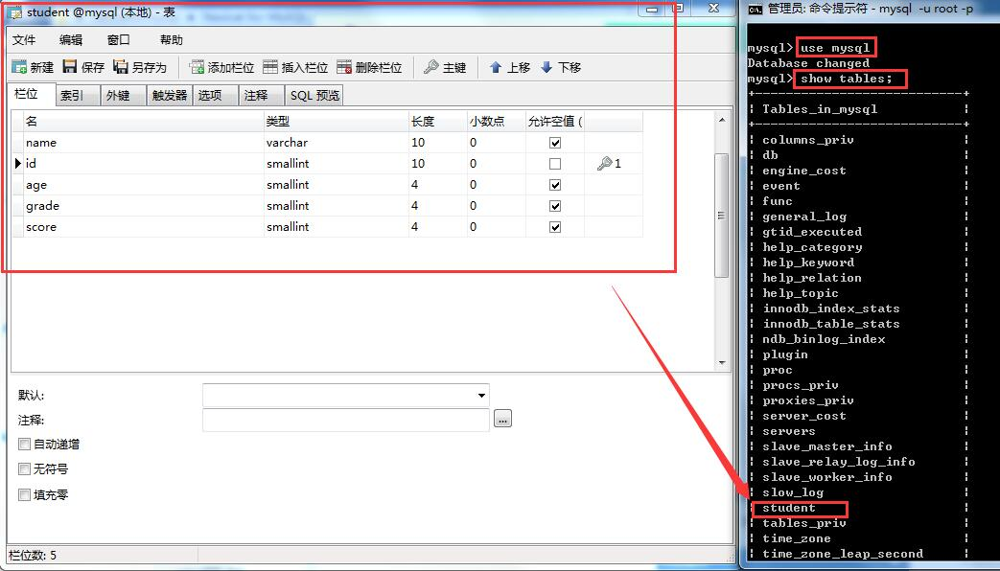 student @mysql (本地) - 表
文件 编辑 窗口 帮助
新建 保存 另存为 添加栏位 插入栏位 删除栏位 主键 上移 下移
栏位 索引 外键 触发器 选项 注释 SQL 预览
名 类型 长度 小数点 允许空值 (
name varchar 10 0
id smallint 10 0 1
age smallint 4 0
grade smallint 4 0
score smallint 4 0
默认:
注释:
...
自动递增
无符号
填充零
栏位数: 5
管理员: 命令提示符 - mysql -u root -p
mysql> use mysql
Database changed
mysql> show tables;
+---------------------------+
| Tables_in_mysql |
+---------------------------+
| columns_priv |
| db |
| engine_cost |
| event |
| func |
| general_log |
| gtid_executed |
| help_category |
| help_keyword |
| help_relation |
| help_topic |
| innodb_index_stats |
| innodb_table_stats |
| ndb_binlog_index |
| plugin |
| proc |
| procs_priv |
| proxies_priv |
| server_cost |
| servers |
| slave_master_info |
| slave_relay_log_info |
| slave_worker_info |
| slow_log |
| student |
| tables_priv |
| time_zone |
| time_zone_leap_second |